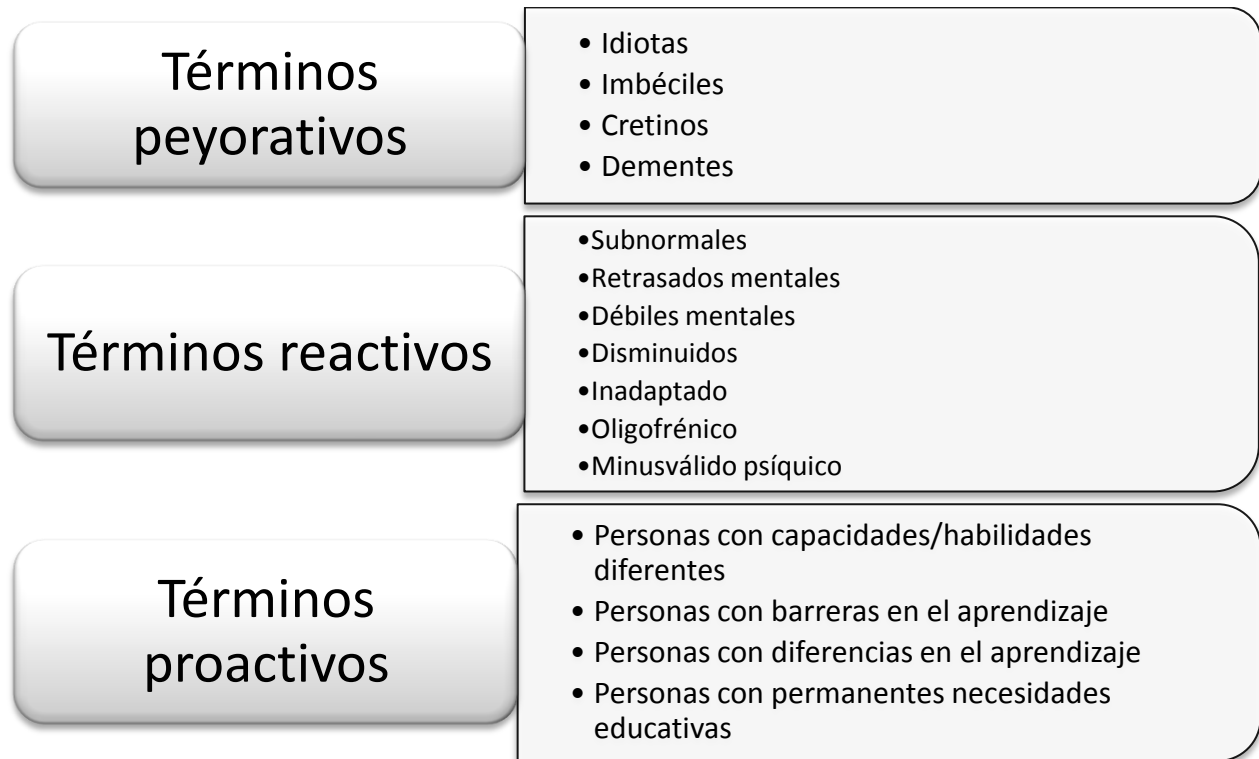 Términos
peyorativos
• Idiotas
• Imbéciles
• Cretinos
• Dementes
Términos reactivos
•Subnormales
•Retrasados mentales
•Débiles mentales
•Disminuidos
•Inadaptado
•Oligofrénico
•Minusválido psíquico
Términos
proactivos
• Personas con capacidades/habilidades
diferentes
• Personas con barreras en el aprendizaje
• Personas con diferencias en el aprendizaje
• Personas con permanentes necesidades
educativas